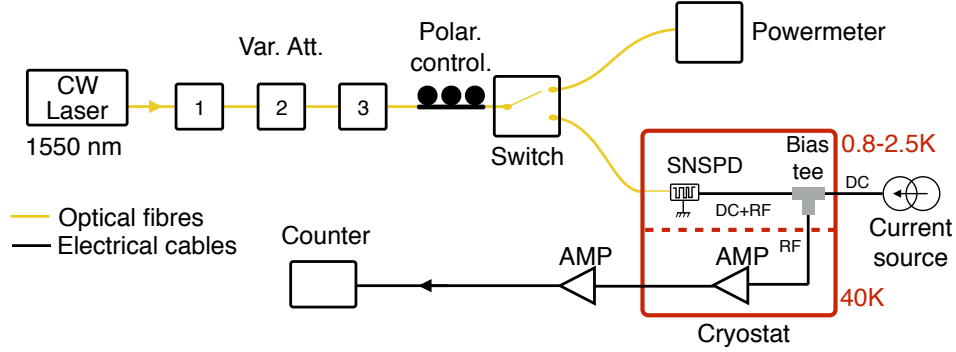 Var. Att.
Polar.
control.
Powermeter
CW
Laser
1
2
3
1550 nm
Switch
SNSPD
Bias
tee
0.8-2.5K
DC
DC+RF
Optical fibres
Electrical cables
Counter
AMP
AMP
RF
Current
source
40K
Cryostat